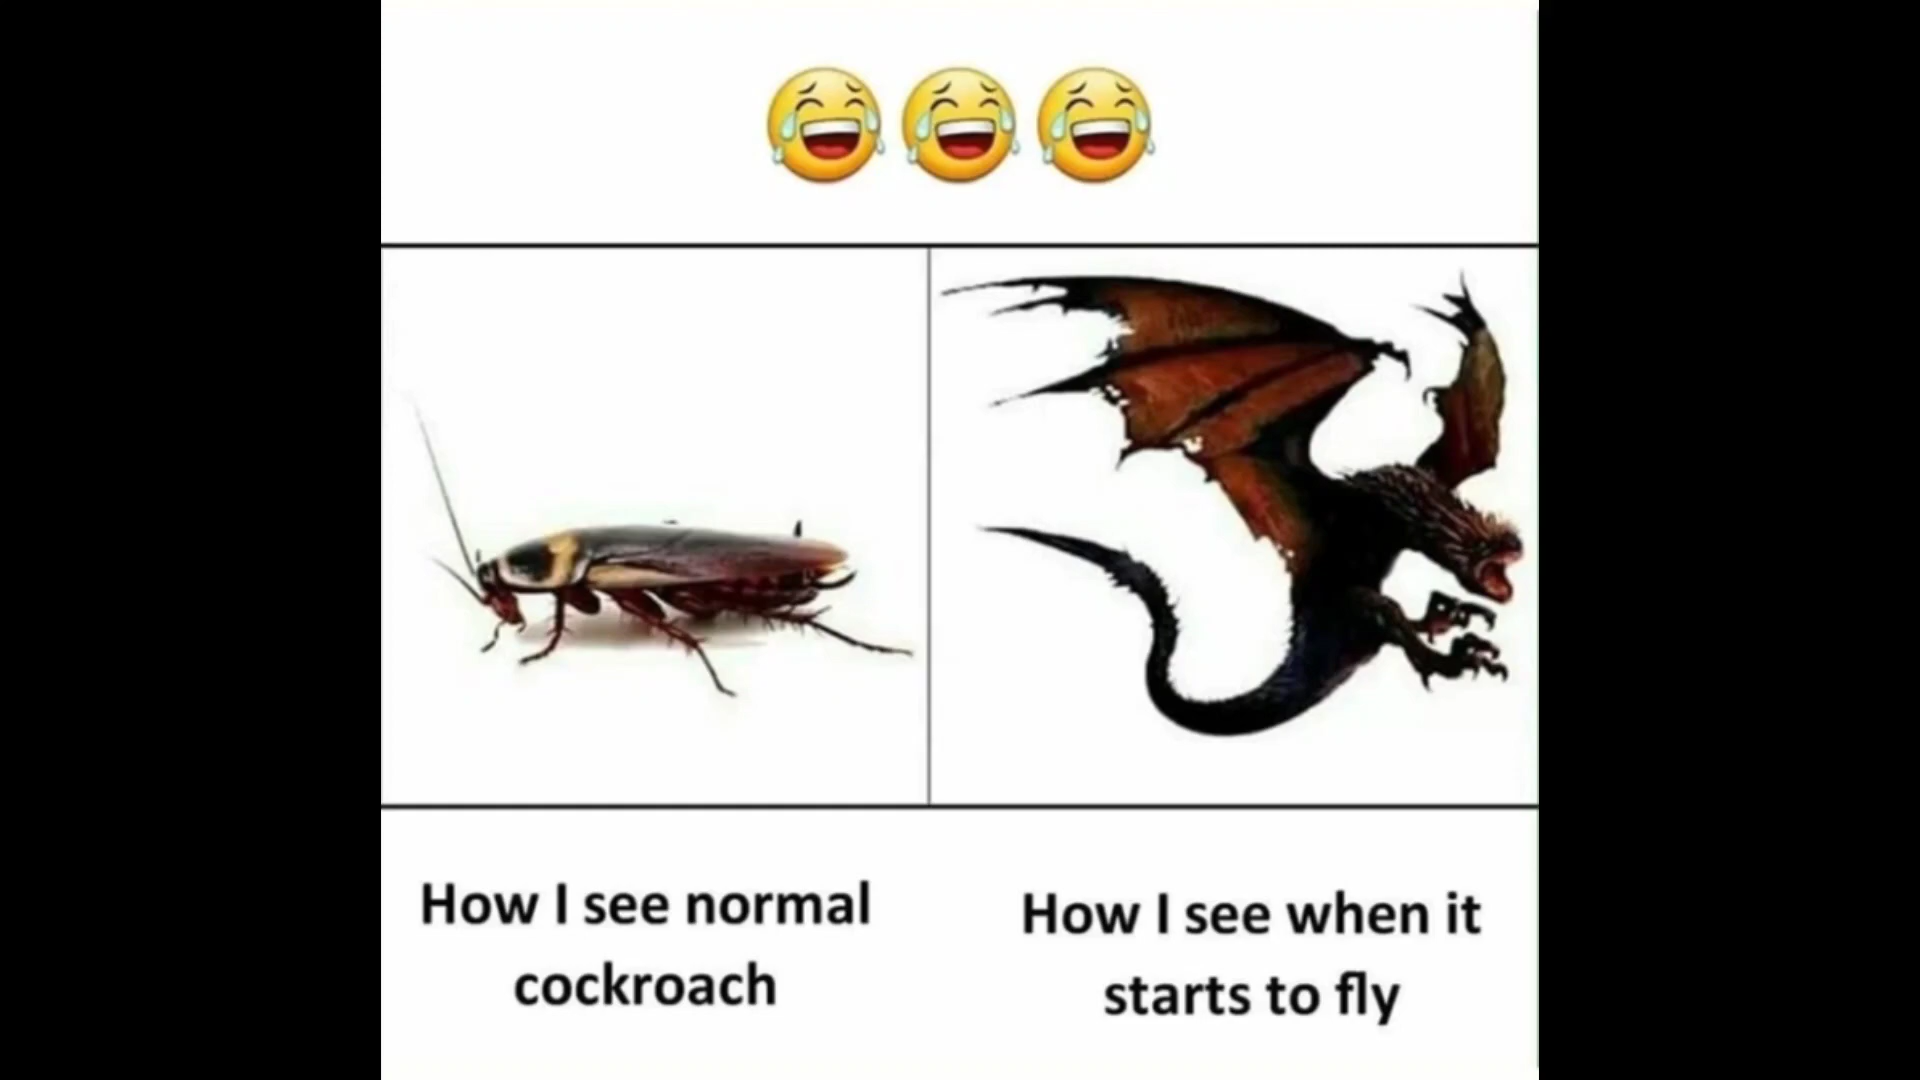 😂😂😂
How I see normal
cockroach
How I see when it
starts to fly